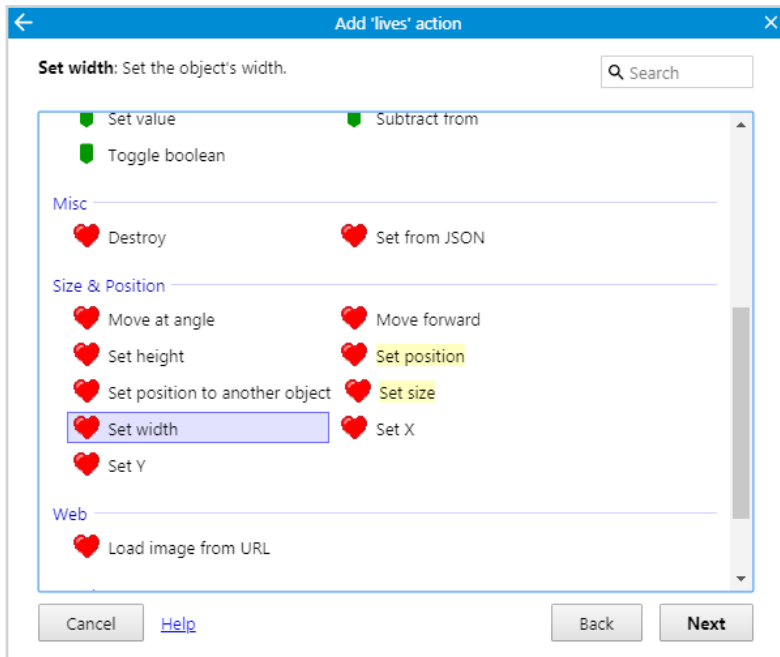 Add 'lives' action
Set width: Set the object's width.
Search
Set value Subtract from
Toggle boolean
Misc
Destroy Set from JSON
Size & Position
Move at angle Move forward
Set height Set position
Set position to another object Set size
Set width Set X
Set Y
Web
Load image from URL
Cancel Help Back Next